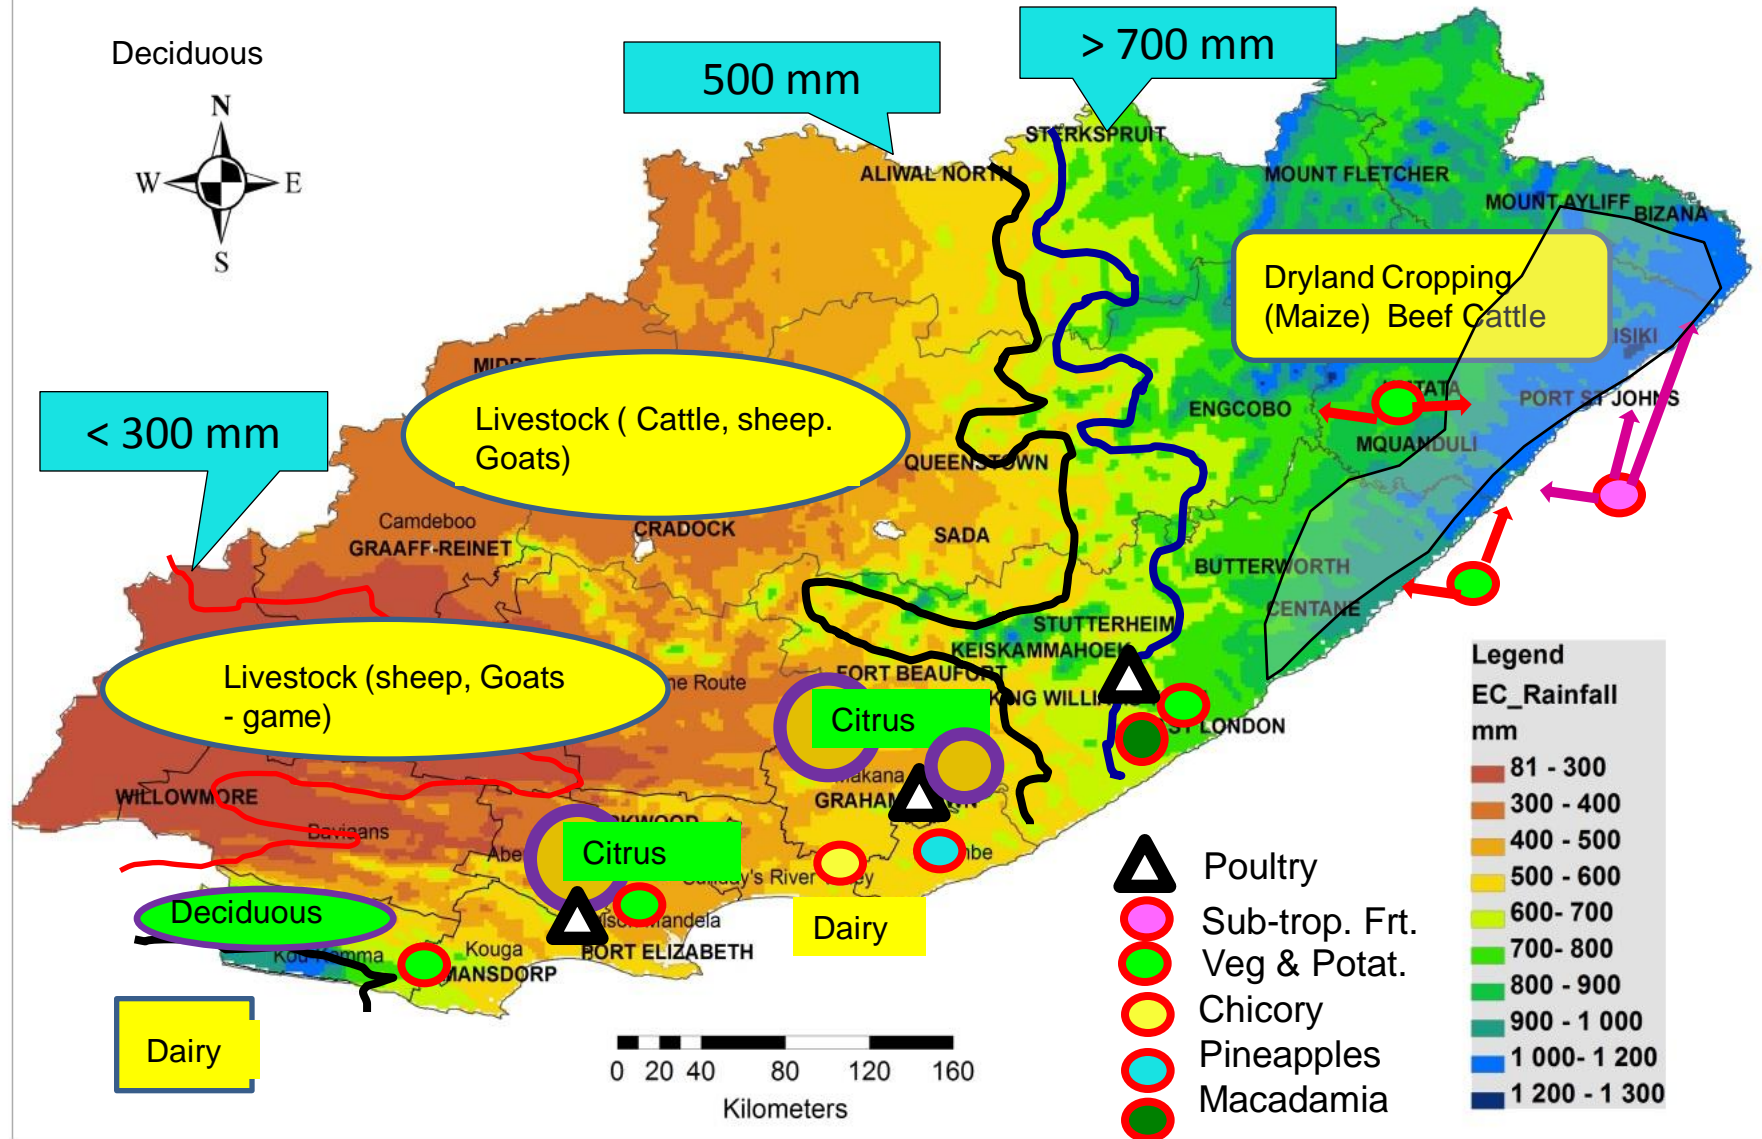 Deciduous
500 mm
> 700 mm
< 300 mm
N
W
E
S
STERKSPRUIT
ALIWAL NORTH
MOUNT FLETCHER
MOUNT AYLIFF
BIZANA
Dryland Cropping
(Maize) Beef Cattle
ISIKI
PORT ST JOHNS
ENGCOBO
MQUANDULI
Livestock ( Cattle, sheep.
Goats)
QUEENSTOWN
Camdeboo
GRAAFF-REINET
CRADOCK
SADA
BUTTERWORTH
CENTANE
STUTTERHEIM
KEISKAMMAHOEK
FORT BEAUFORT
Livestock (sheep, Goats
- game)
Route
KING
LONDON
Citrus
WILLOWMORE
Citrus
Dairy
Deciduous
Kouga
PORT ELIZABETH
Dairy
0 20 40 80 120 160
Kilometers
Poultry
Sub-trop. Frt.
Veg & Potat.
Chicory
Pineapples
Macadamia
Legend
EC_Rainfall
mm
81 - 300
300 - 400
400 - 500
500 - 600
600- 700
700- 800
800 - 900
900 - 1 000
1 000- 1 200
1 200 - 1 300